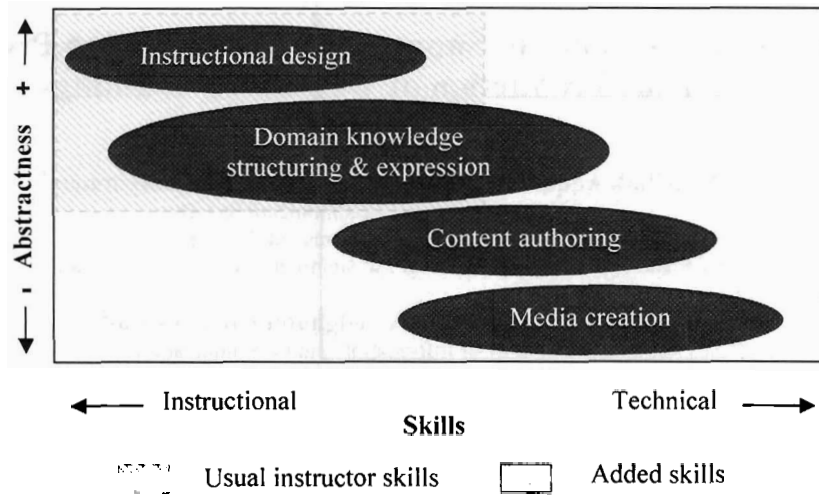 Instructional design
Domain knowledge
structuring & expression
Content authoring
Media creation
- Abstractness +
Instructional
Technical
Skills
Usual instructor skills
Added skills